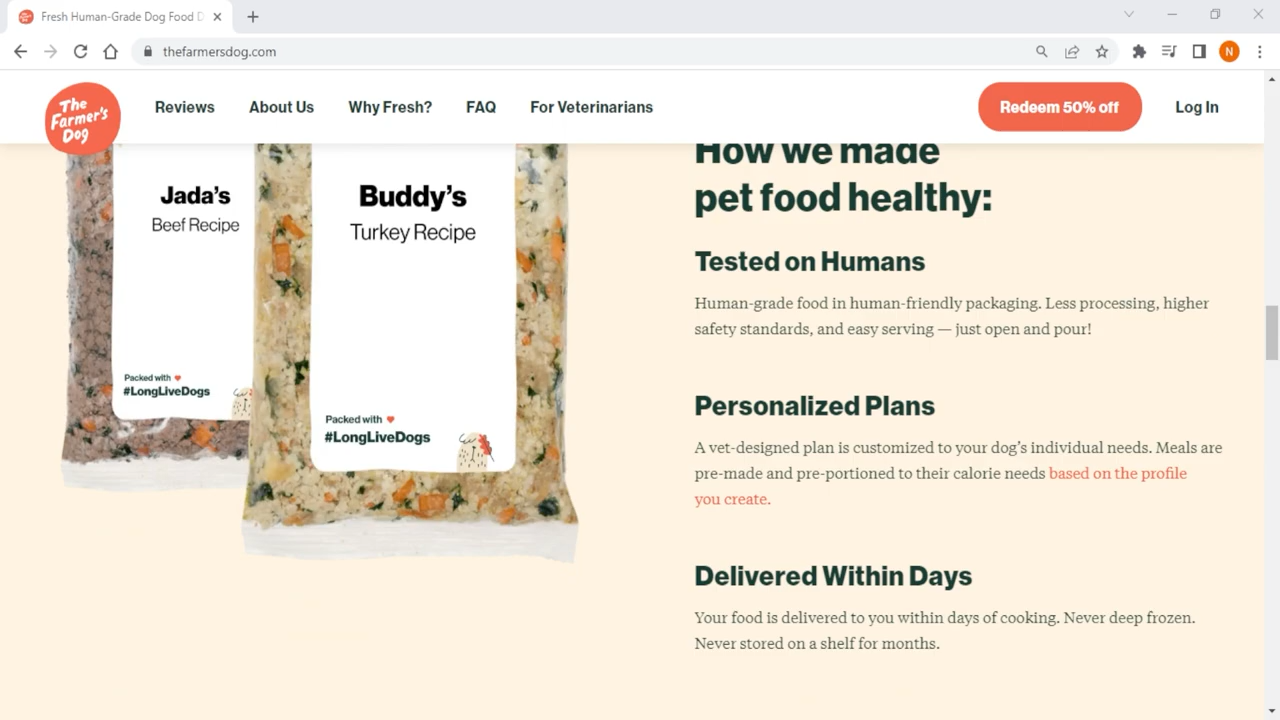 Fresh Human-Grade Dog Food D
thefarmersdog.com
N
The
Farmer's
Dog
Reviews
About Us
Why Fresh?
FAQ
For Veterinarians
Redeem 50% off
Log In
Jada's
Beef Recipe
Packed with
#LongLiveDogs
Buddy's
Turkey Recipe
Packed with
#LongLiveDogs
How we made
pet food healthy:
Tested on Humans
Human-grade food in human-friendly packaging. Less processing, higher
safety standards, and easy serving — just open and pour!
Personalized Plans
A vet-designed plan is customized to your dog's individual needs. Meals are
pre-made and pre-portioned to their calorie needs based on the profile
you create.
Delivered Within Days
Your food is delivered to you within days of cooking. Never deep frozen.
Never stored on a shelf for months.